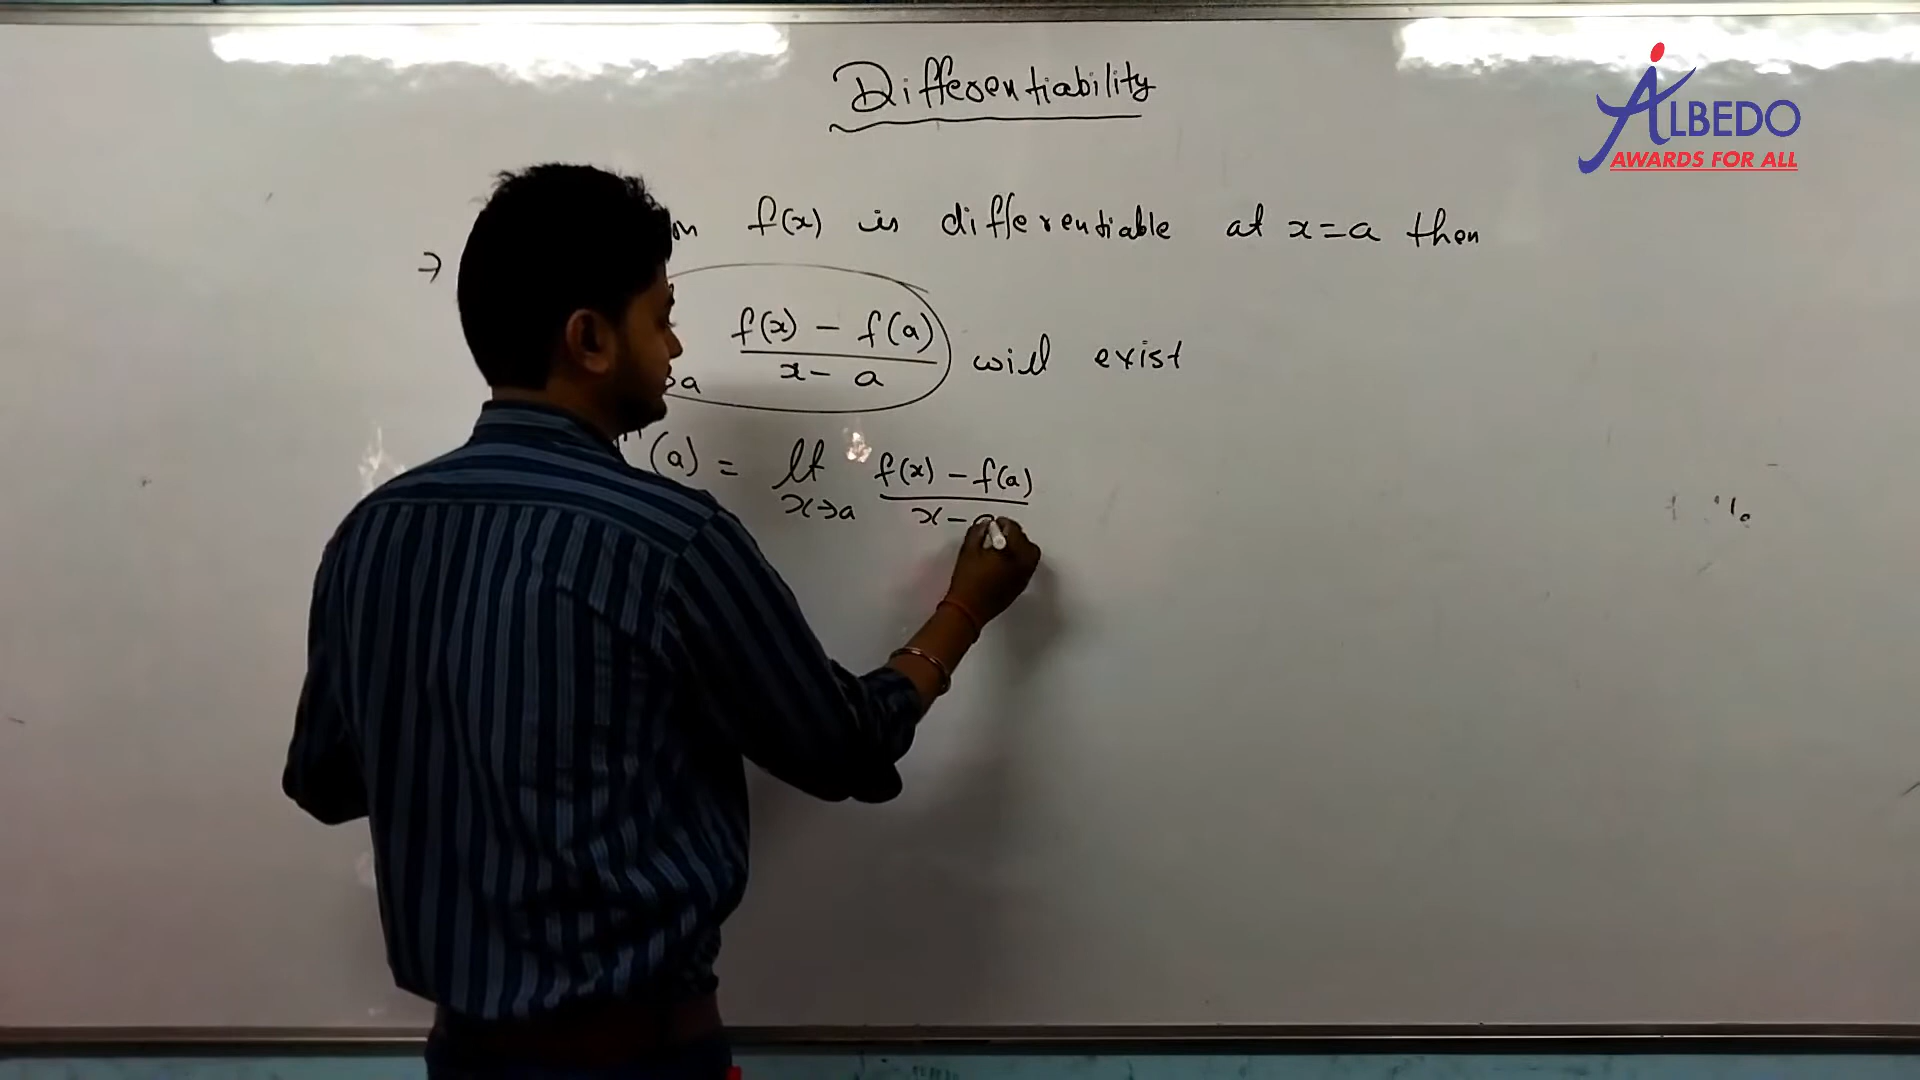 Differentiability
ALBEDO
AWARDS FOR ALL
→ f(x) is differentiable at x=a then
f(x) - f(a)
x - a
will exist
(a) = lt f(x) - f(a)
x→a x - a